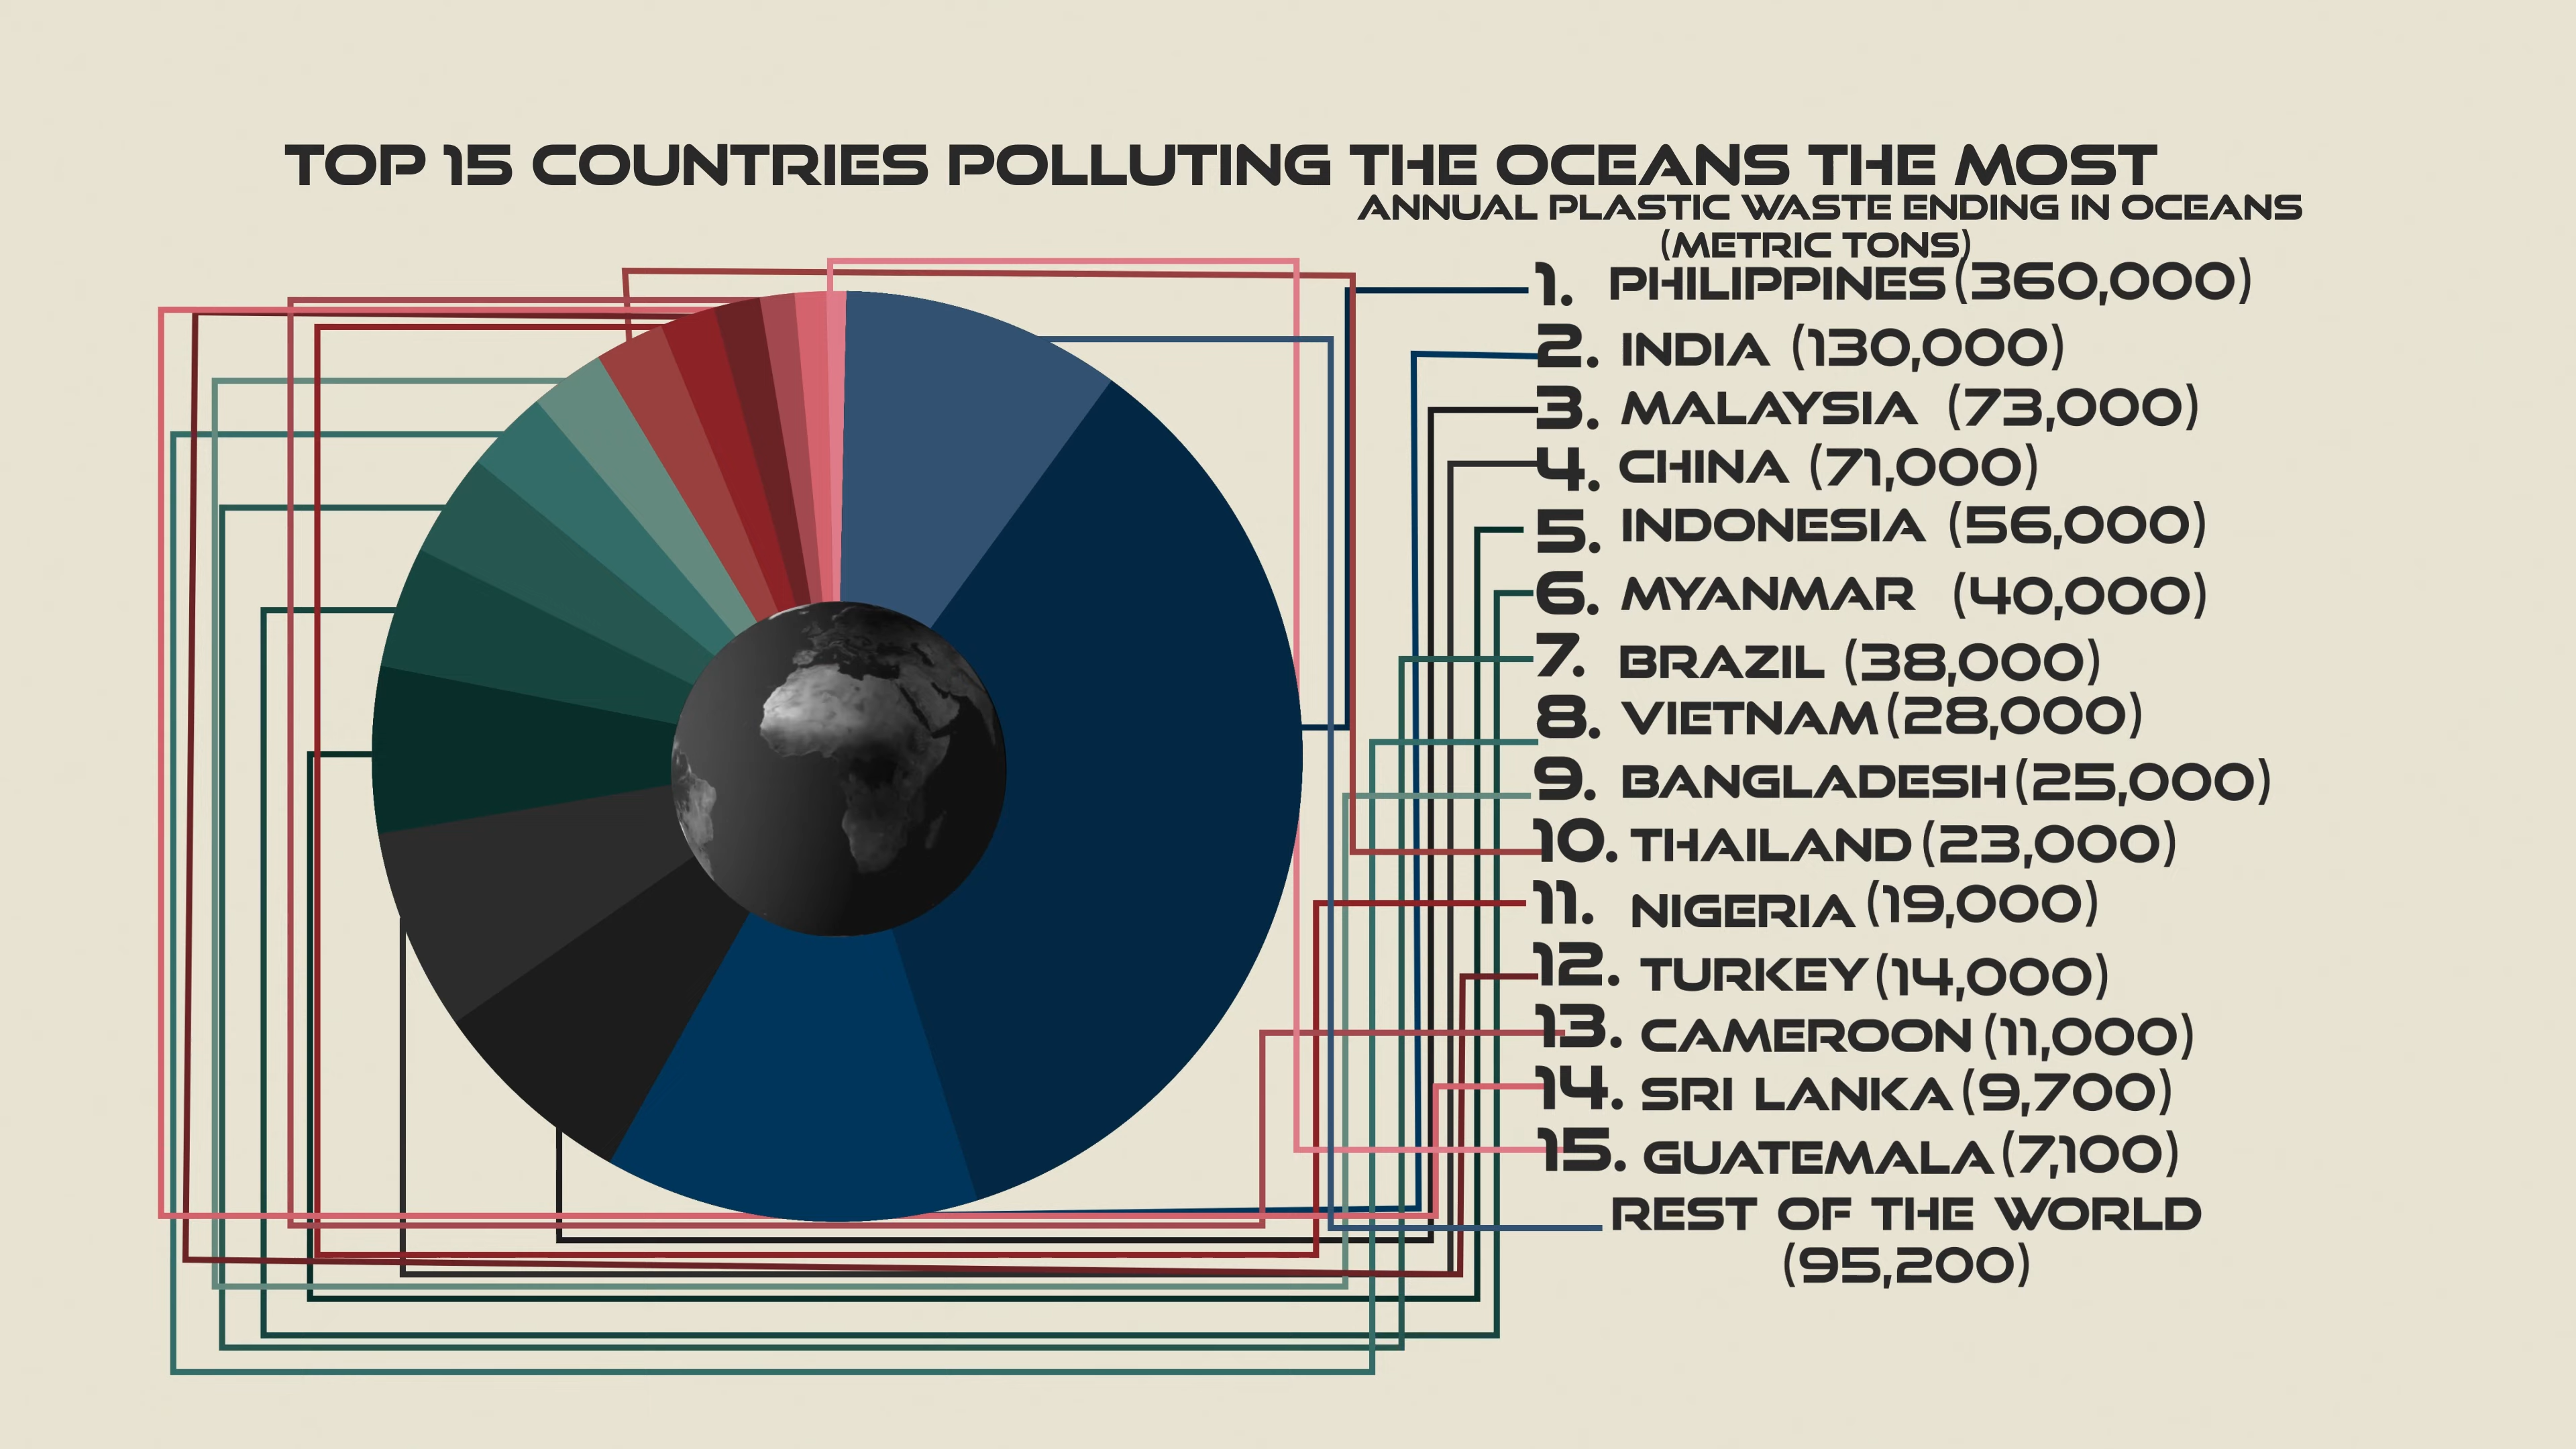 TOP 15 COUNTRIES POLLUTING THE OCEANS THE MOST
ANNUAL PLASTIC WASTE ENDING IN OCEANS
(METRIC TONS)
1. PHILIPPINES (360,000)
2. INDIA (130,000)
3. MALAYSIA (73,000)
4. CHINA (71,000)
5. INDONESIA (56,000)
6. MYANMAR (40,000)
7. BRAZIL (38,000)
8. VIETNAM (28,000)
9. BANGLADESH (25,000)
10. THAILAND (23,000)
11. NIGERIA (19,000)
12. TURKEY (14,000)
13. CAMEROON (11,000)
14. SRI LANKA (9,700)
15. GUATEMALA (7,100)
REST OF THE WORLD
(95,200)